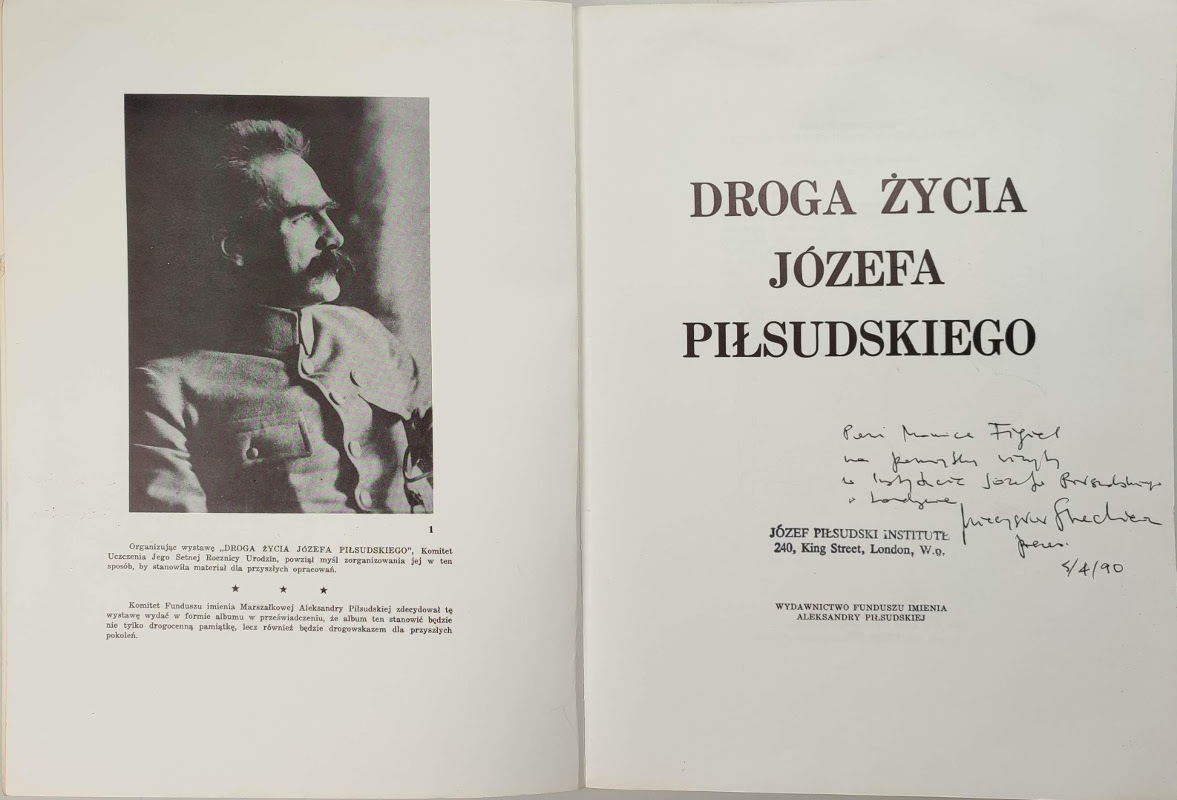 1
Organizując wystawę „DROGA ŻYCIA JÓZEFA PIŁSUDSKIEGO", Komitet
Uczczenia Jego Setnej Rocznicy Urodzin, powziął myśl zorganizowania jej w ten
sposób, by stanowiła materiał dla przyszłych opracowań.
★ ★ ★
Komitet Funduszu imienia Marszałkowej Aleksandry Piłsudskiej zdecydował tę
wystawę wydać w formie albumu w przeświadczeniu, że album ten stanowić będzie
nie tylko drogocenną pamiątkę, lecz również będzie drogowskazem dla przyszłych
pokoleń.
DROGA ŻYCIA
JÓZEFA
PIŁSUDSKIEGO
Figiel
na wizyty
w Instytucie Józefa Piłsudskiego
w Londynie
JÓZEF PIŁSUDSKI INSTITUTE
240, King Street, London, W.6.
5/4/90
WYDAWNICTWO FUNDUSZU IMIENIA
ALEKSANDRY PIŁSUDSKIEJ